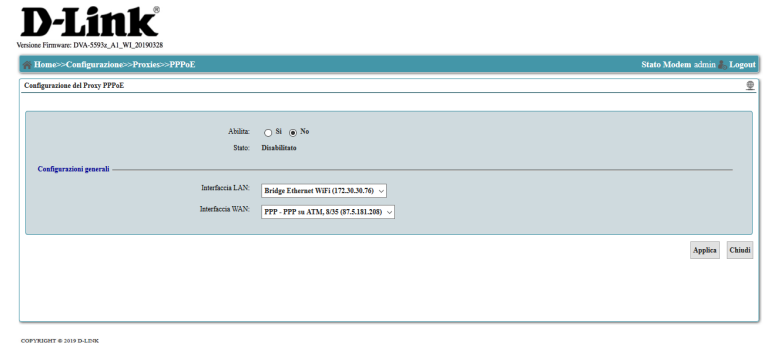 D-Link®
Versione Firmware: DVA-5593z_A1_WI_20190328
Home>>Configurazione>>Proxies>>PPPoE
Stato Modem admin Logout
Configurazione del Proxy PPPoE
Abilita: Si No
Stato: Disabilitato
Configurazioni generali
Interfaccia LAN: Bridge Ethernet WiFi (172.30.30.76)
Interfaccia WAN: PPP - PPP su ATM, 8/35 (87.5.181.208)
Applica Chiudi
COPYRIGHT © 2019 D-LINK